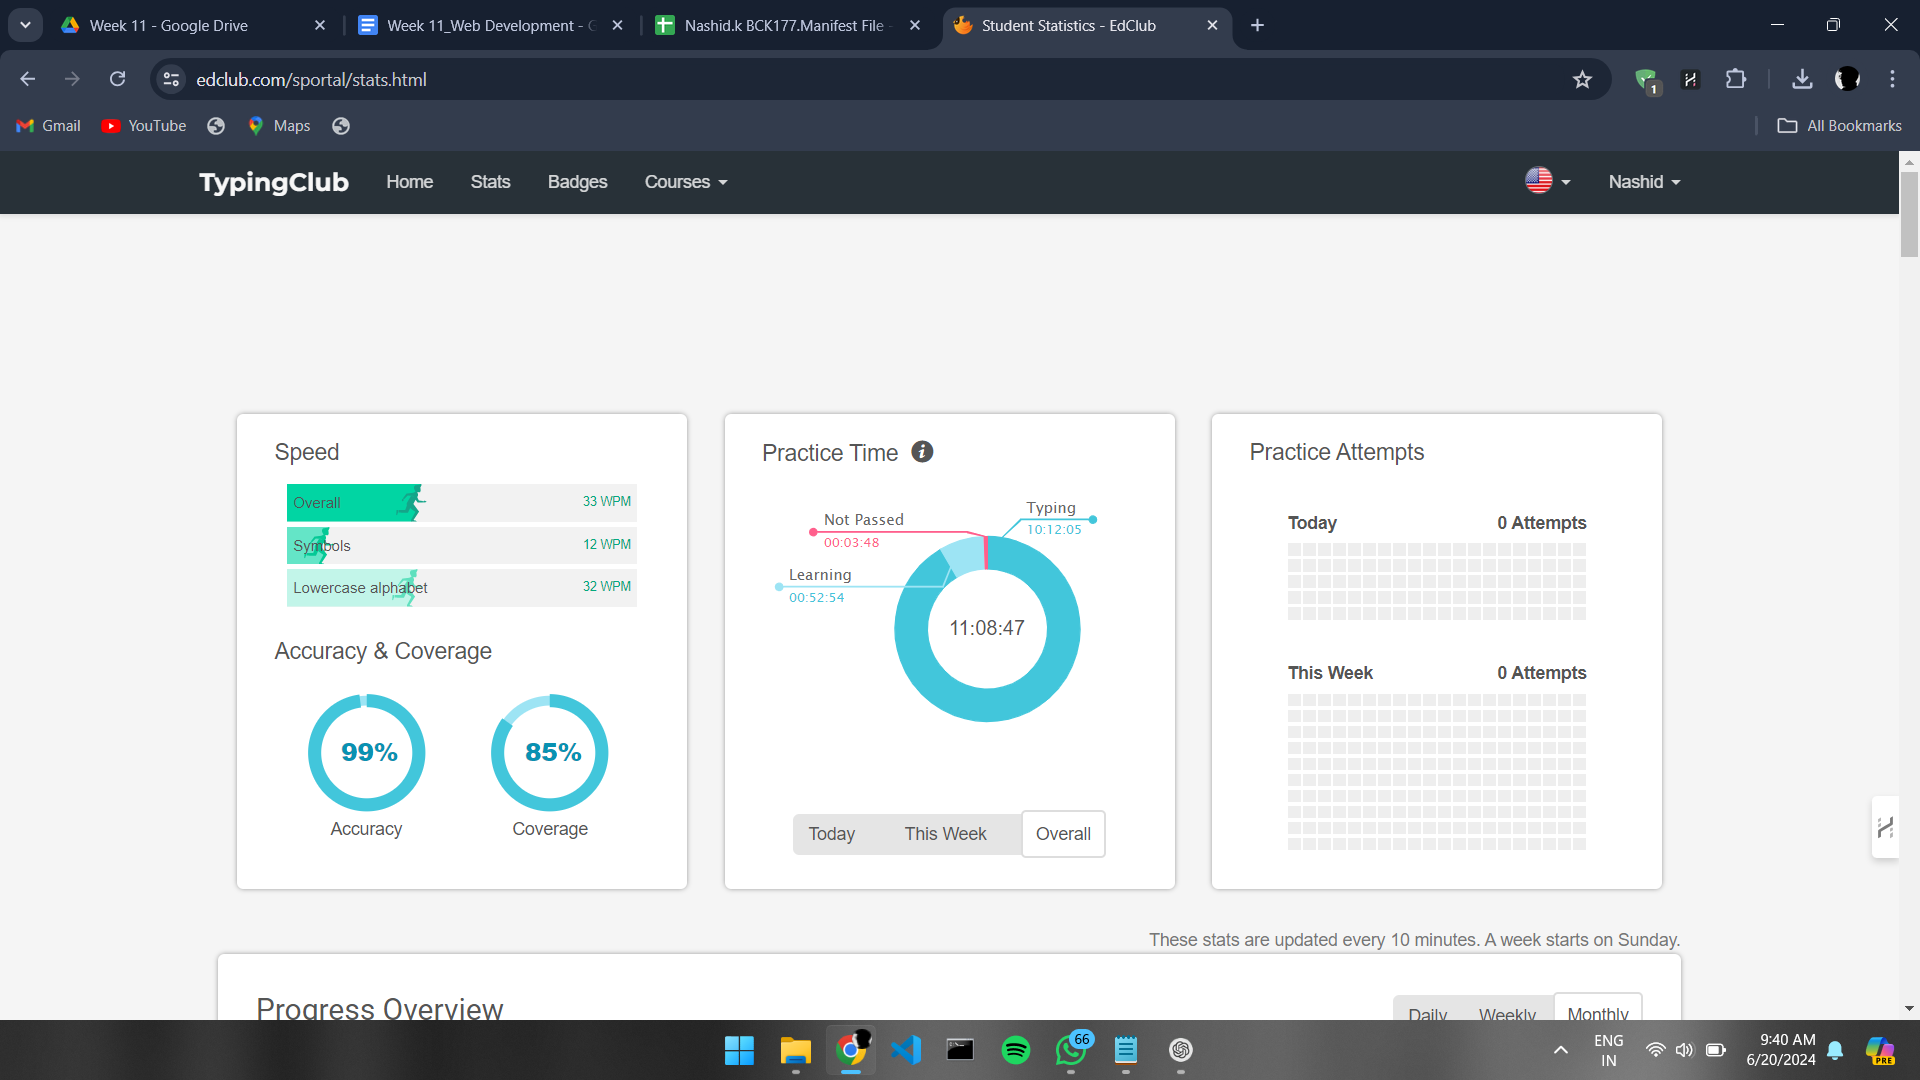 Week 11 - Google Drive
Week 11_Web Development - G
Nashid.k BCK177.Manifest File -
Student Statistics - EdClub
edclub.com/sportal/stats.html
1
Gmail
YouTube
Maps
All Bookmarks
TypingClub
Home
Stats
Badges
Courses
Nashid
Speed
Overall
33 WPM
Symbols
12 WPM
Lowercase alphabet
32 WPM
Accuracy & Coverage
99%
85%
Accuracy
Coverage
Practice Time
Typing
10:12:05
Not Passed
00:03:48
Learning
00:52:54
11:08:47
Today
This Week
Overall
Practice Attempts
Today
0 Attempts
This Week
0 Attempts
These stats are updated every 10 minutes. A week starts on Sunday.
Progress Overview
Daily
Weekly
Monthly
66
ENG
IN
9:40 AM
6/20/2024
PRE